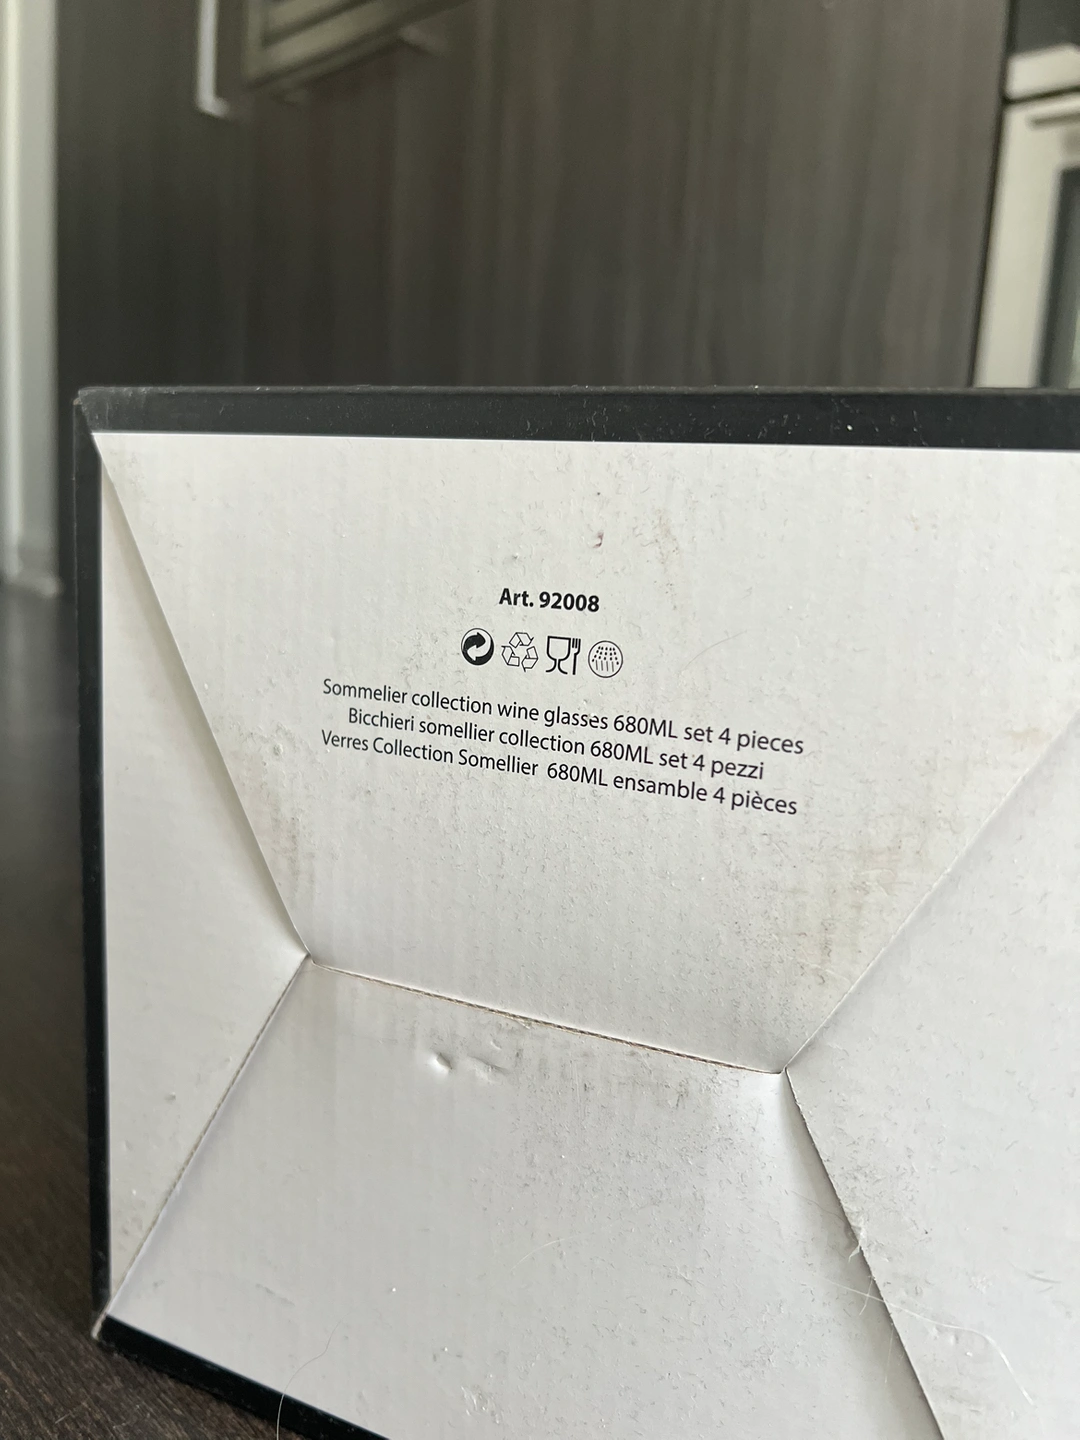 Art. 92008
Sommelier collection wine glasses 680ML set 4 pieces
Bicchieri somellier collection 680ML set 4 pezzi
Verres Collection Somellier 680ML ensamble 4 pièces